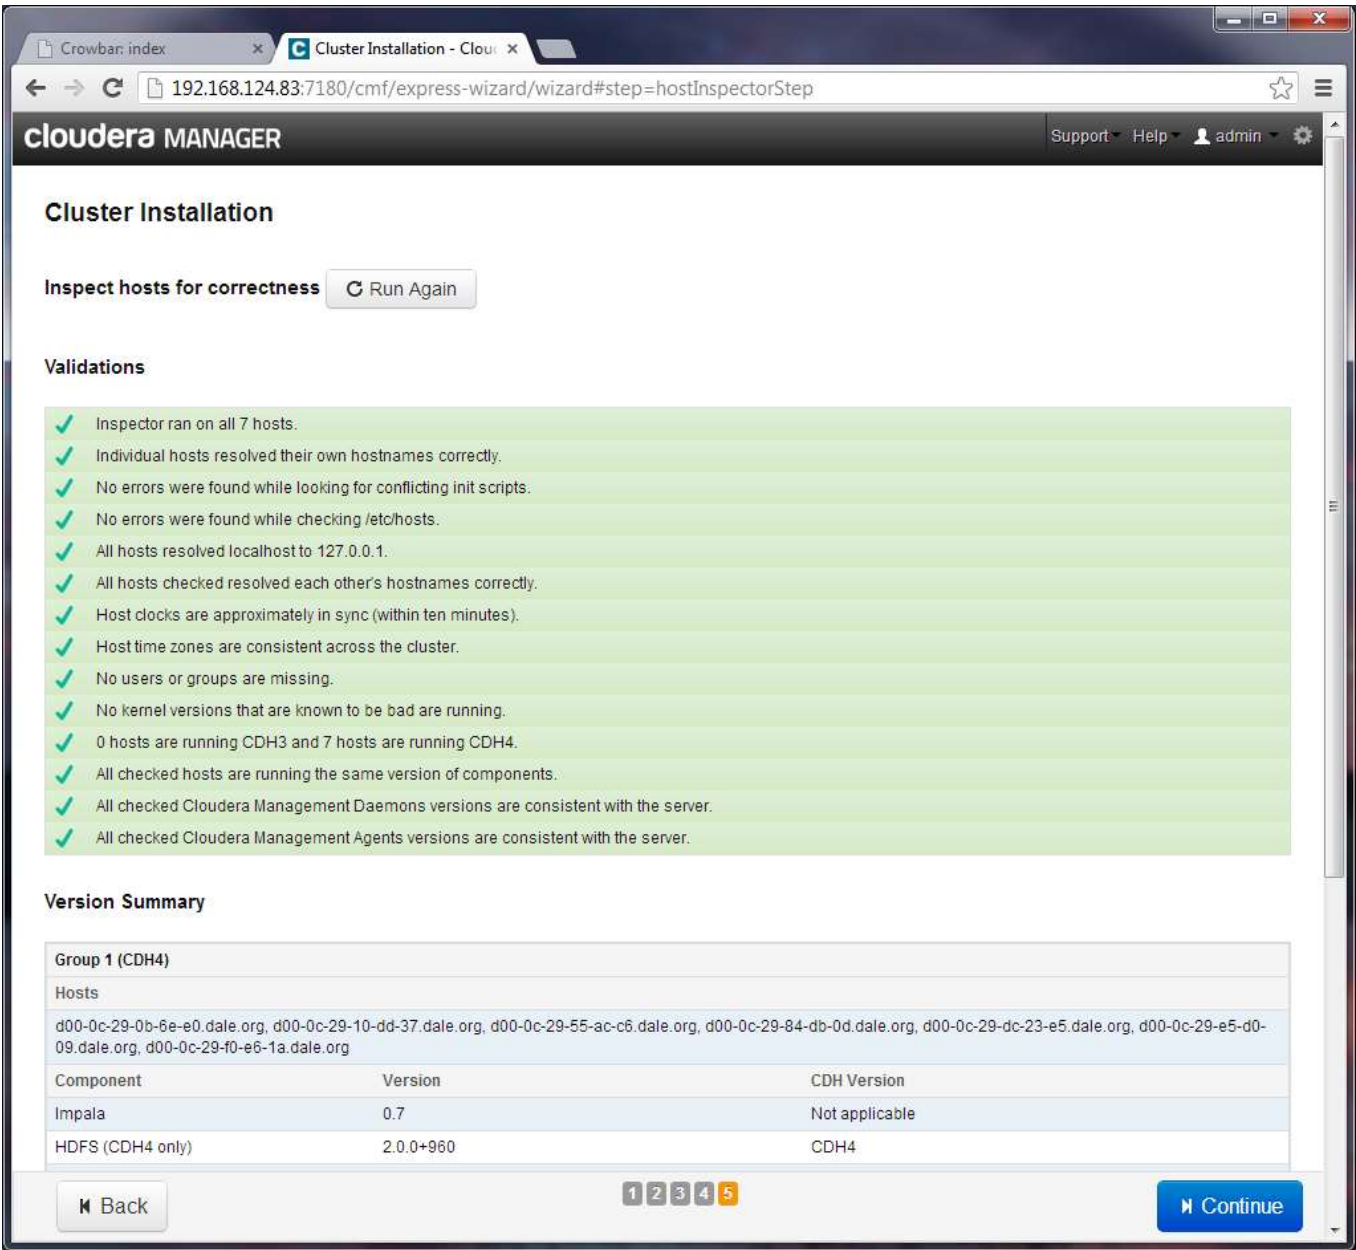 Crowbar: index
Cluster Installation - Clou
192.168.124.83:7180/cmf/express-wizard/wizard#step=hostInspectorStep
cloudera MANAGER
Support Help admin
Cluster Installation
Inspect hosts for correctness Run Again
Validations
Inspector ran on all 7 hosts.
Individual hosts resolved their own hostnames correctly.
No errors were found while looking for conflicting init scripts.
No errors were found while checking /etc/hosts.
All hosts resolved localhost to 127.0.0.1.
All hosts checked resolved each other's hostnames correctly.
Host clocks are approximately in sync (within ten minutes).
Host time zones are consistent across the cluster.
No users or groups are missing.
No kernel versions that are known to be bad are running.
0 hosts are running CDH3 and 7 hosts are running CDH4.
All checked hosts are running the same version of components.
All checked Cloudera Management Daemons versions are consistent with the server.
All checked Cloudera Management Agents versions are consistent with the server.
Version Summary
Group 1 (CDH4)
Hosts
d00-0c-29-0b-6e-e0.dale.org, d00-0c-29-10-dd-37.dale.org, d00-0c-29-55-ac-c6.dale.org, d00-0c-29-84-db-0d.dale.org, d00-0c-29-dc-23-e5.dale.org, d00-0c-29-e5-d0-
09.dale.org, d00-0c-29-f0-e6-1a.dale.org
Component Version CDH Version
Impala 0.7 Not applicable
HDFS (CDH4 only) 2.0.0+960 CDH4
Back 1 2 3 4 5 Continue